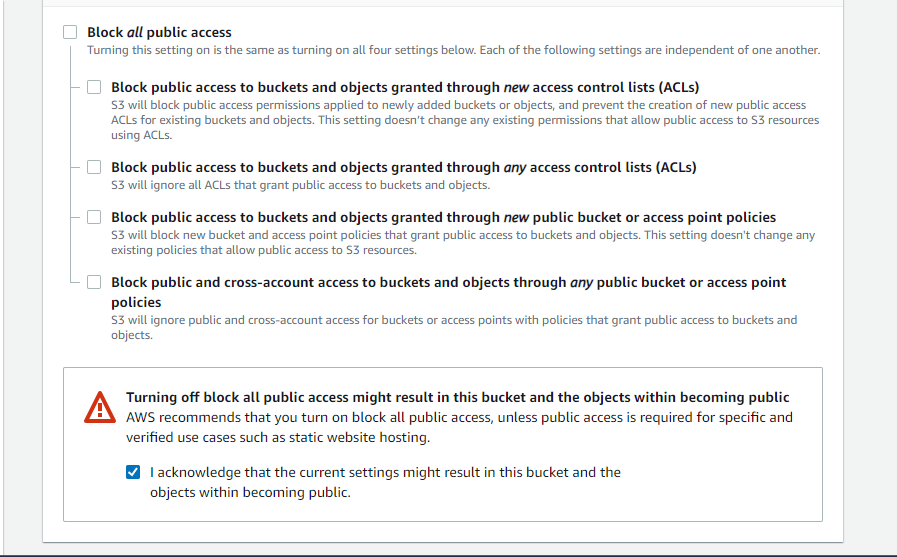 Block all public access
Turning this setting on is the same as turning on all four settings below. Each of the following settings are independent of one another.
Block public access to buckets and objects granted through new access control lists (ACLs)
S3 will block public access permissions applied to newly added buckets or objects, and prevent the creation of new public access
ACLs for existing buckets and objects. This setting doesn't change any existing permissions that allow public access to S3 resources
using ACLs.
Block public access to buckets and objects granted through any access control lists (ACLs)
S3 will ignore all ACLs that grant public access to buckets and objects.
Block public access to buckets and objects granted through new public bucket or access point policies
S3 will block new bucket and access point policies that grant public access to buckets and objects. This setting doesn't change any
existing policies that allow public access to S3 resources.
Block public and cross-account access to buckets and objects through any public bucket or access point
policies
S3 will ignore public and cross-account access for buckets or access points with policies that grant public access to buckets and
objects.
Turning off block all public access might result in this bucket and the objects within becoming public
AWS recommends that you turn on block all public access, unless public access is required for specific and
verified use cases such as static website hosting.
I acknowledge that the current settings might result in this bucket and the
objects within becoming public.